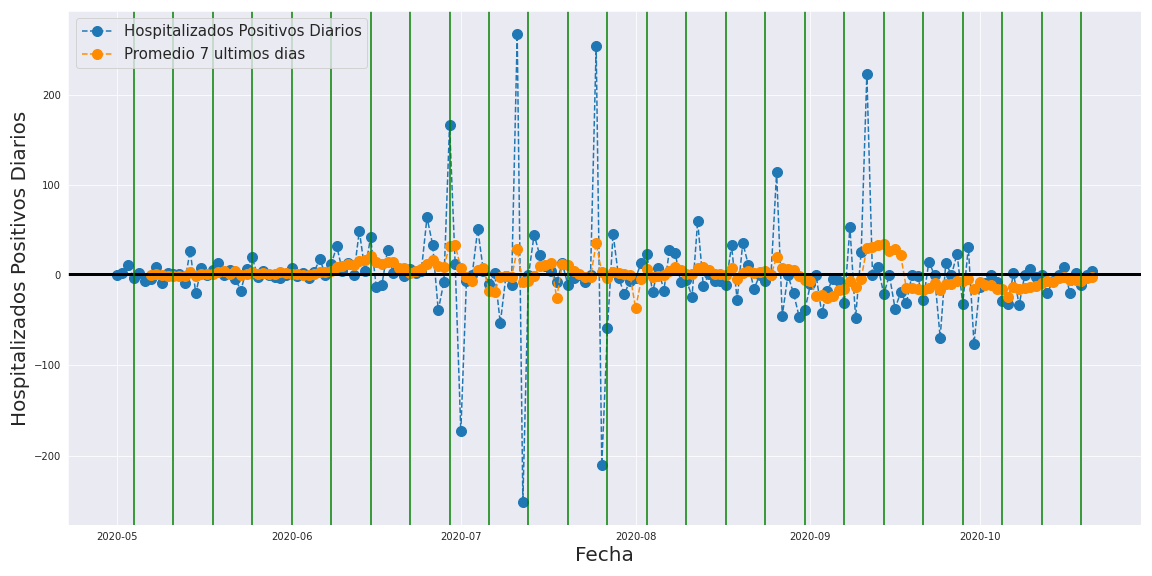 Hospitalizados Positivos Diarios
Promedio 7 ultimos dias
Hospitalizados Positivos Diarios
200
100
0
−100
−200
2020-05
2020-06
2020-07
2020-08
2020-09
2020-10
Fecha